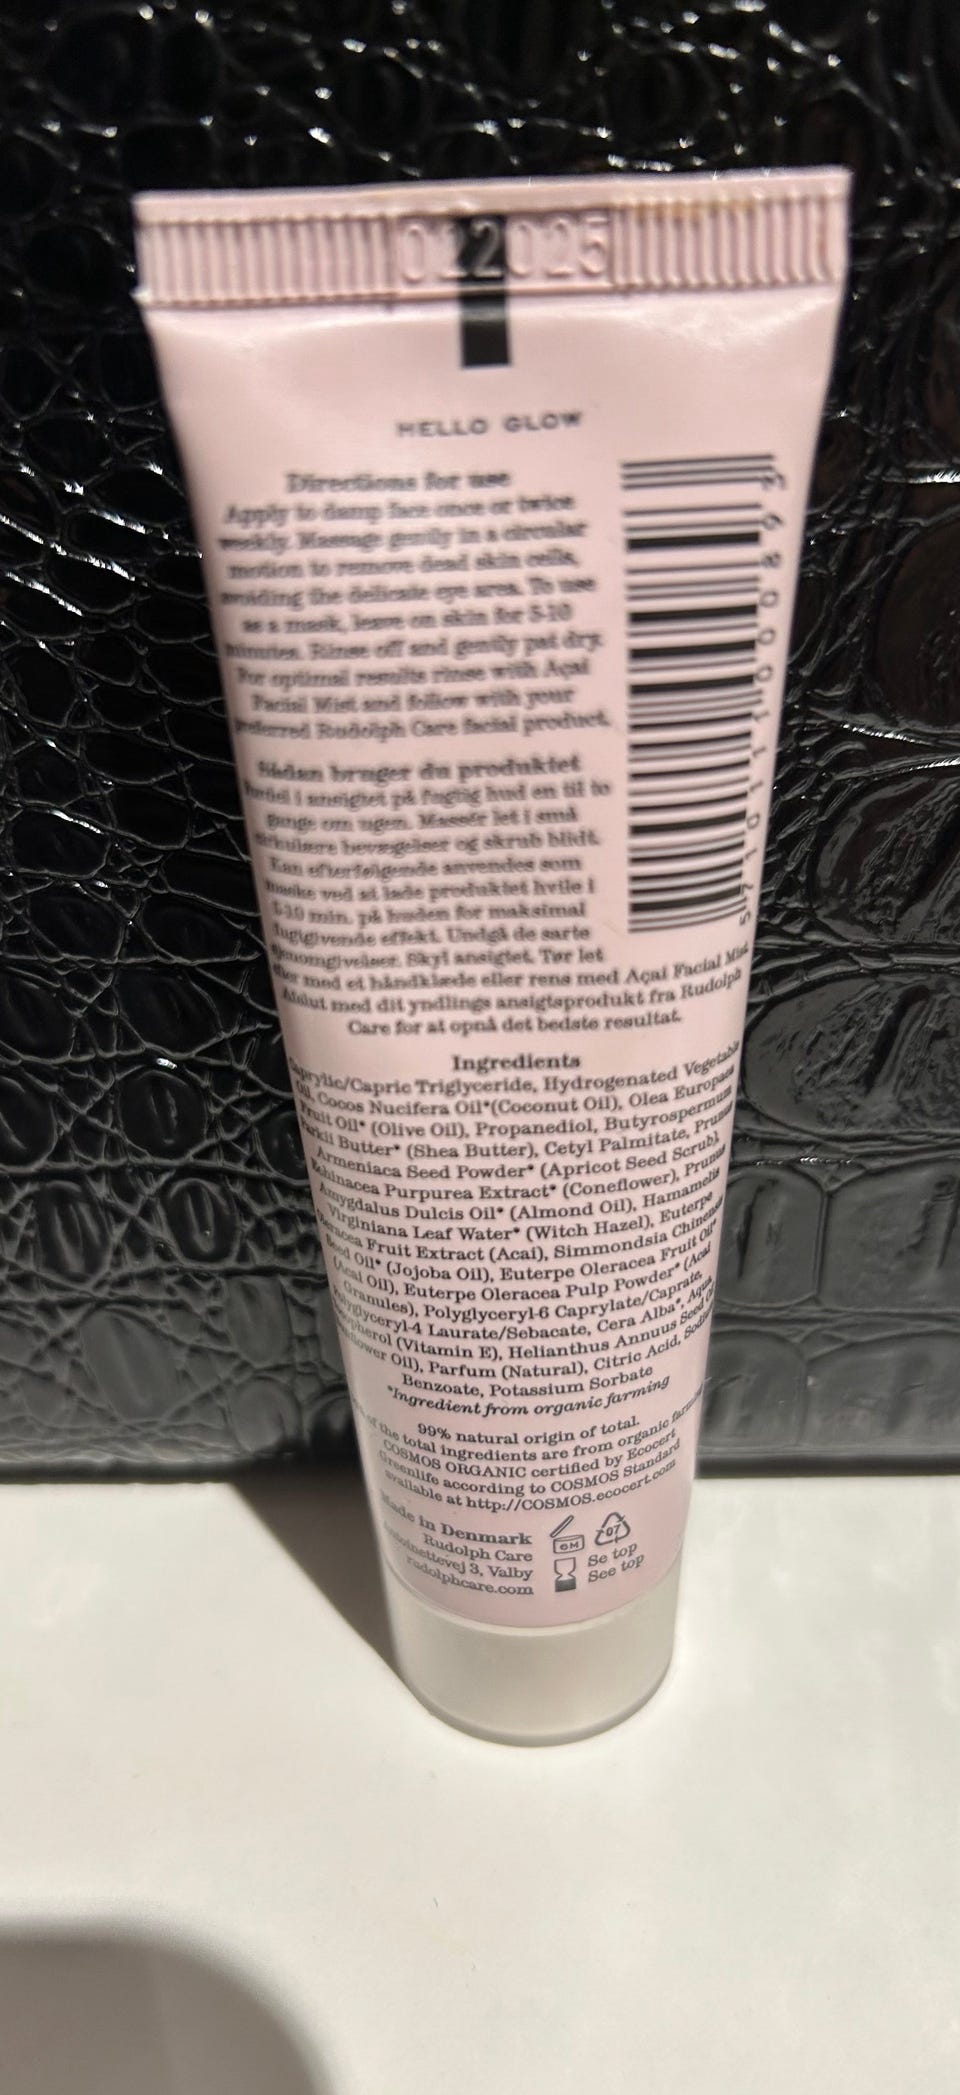 022025
HELLO GLOW
Directions for use
Apply to damp face once or twice
weekly. Massage gently in a circular
motion to remove dead skin cells,
avoiding the delicate eye area. To use
as a mask, leave on skin for 5-10
minutes. Rinse off and gently pat dry.
For optimal results rinse with Açai
Facial Mist and follow with your
preferred Rudolph Care facial product.
Sådan bruger du produktet
Fordel i ansigtet på fugtig hud en til to
gange om ugen. Massér let i små
cirkulære bevægelser og skrub blidt.
Kan efterfølgende anvendes som
maske ved at lade produktet hvile i
5-10 min. på huden for maksimal
fugtgivende effekt. Undgå de sarte
øjenomgivelser. Skyl ansigtet. Tør let
efter med et håndklæde eller rens med Açai Facial Mist
Afslut med dit yndlings ansigtsprodukt fra Rudolph
Care for at opnå det bedste resultat.
5710110008
Ingredients
Caprylic/Capric Triglyceride, Hydrogenated Vegetable
Oil, Cocos Nucifera Oil*(Coconut Oil), Olea Europaea
Fruit Oil* (Olive Oil), Propanediol, Butyrospermum
Parkii Butter* (Shea Butter), Cetyl Palmitate, Prunus
Armeniaca Seed Powder* (Apricot Seed Scrub),
Echinacea Purpurea Extract* (Coneflower), Prunus
Amygdalus Dulcis Oil* (Almond Oil), Hamamelis
Virginiana Leaf Water* (Witch Hazel), Euterpe
Oleracea Fruit Extract (Acai), Simmondsia Chinensis
Seed Oil* (Jojoba Oil), Euterpe Oleracea Fruit Oil*
(Acai Oil), Euterpe Oleracea Pulp Powder* (Acai
Granules), Polyglyceryl-6 Caprylate/Caprate,
Polyglyceryl-4 Laurate/Sebacate, Cera Alba*, Aqua
Tocopherol (Vitamin E), Helianthus Annuus Seed Oil
(Sunflower Oil), Parfum (Natural), Citric Acid, Sodium
Benzoate, Potassium Sorbate
*Ingredient from organic farming
99% natural origin of total.
of the total ingredients are from organic farming
COSMOS ORGANIC certified by Ecocert
Greenlife according to COSMOS Standard
available at http://COSMOS.ecocert.com
Made in Denmark
Rudolph Care
Antoinettevej 3, Valby
rudolphcare.com
6M
07
Se top
See top